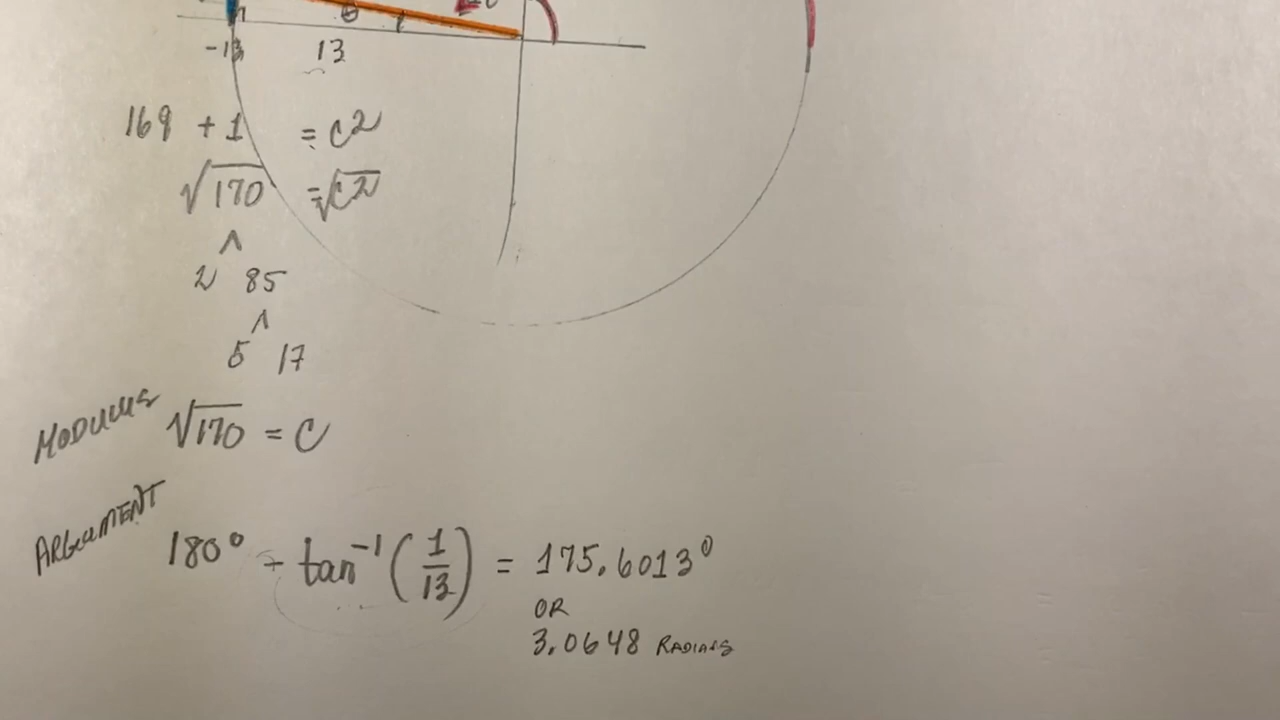 θ
-13 13
169 + 1 = c2
√170 = √c2
2 85
5 17
MODULUS √170 = C
ARGUMENT 180° - tan⁻¹(1/13) = 175.6013°
OR
3.0648 RADIANS